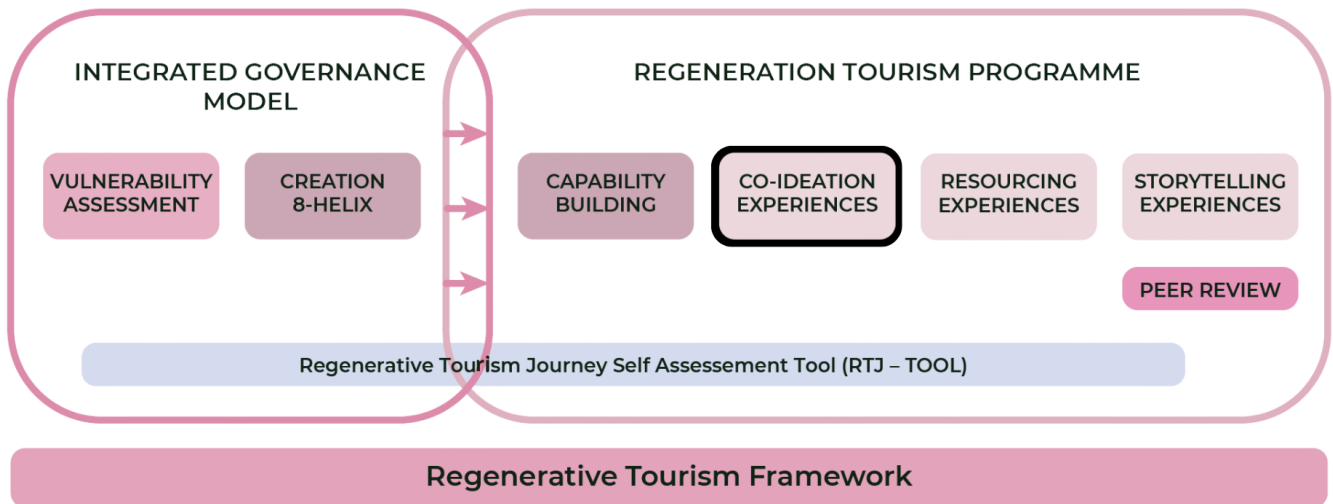 INTEGRATED GOVERNANCE
MODEL
REGENERATION TOURISM PROGRAMME
VULNERABILITY
ASSESSMENT
CREATION
8-HELIX
CAPABILITY
BUILDING
CO-IDEATION
EXPERIENCES
RESOURCING
EXPERIENCES
STORYTELLING
EXPERIENCES
PEER REVIEW
Regenerative Tourism Journey Self Assessement Tool (RTJ – TOOL)
Regenerative Tourism Framework